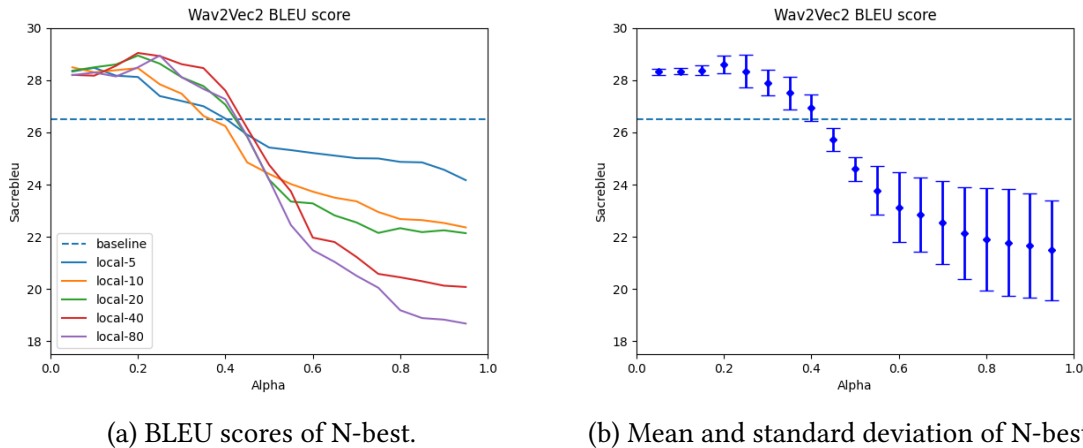 Wav2Vec2 BLEU score
30
28
26
24
22
20
18
Sacrebleu
baseline
local-5
local-10
local-20
local-40
local-80
0.0 0.2 0.4 0.6 0.8 1.0
Alpha
(a) BLEU scores of N-best.
Wav2Vec2 BLEU score
30
28
26
24
22
20
18
Sacrebleu
0.0 0.2 0.4 0.6 0.8 1.0
Alpha
(b) Mean and standard deviation of N-bes